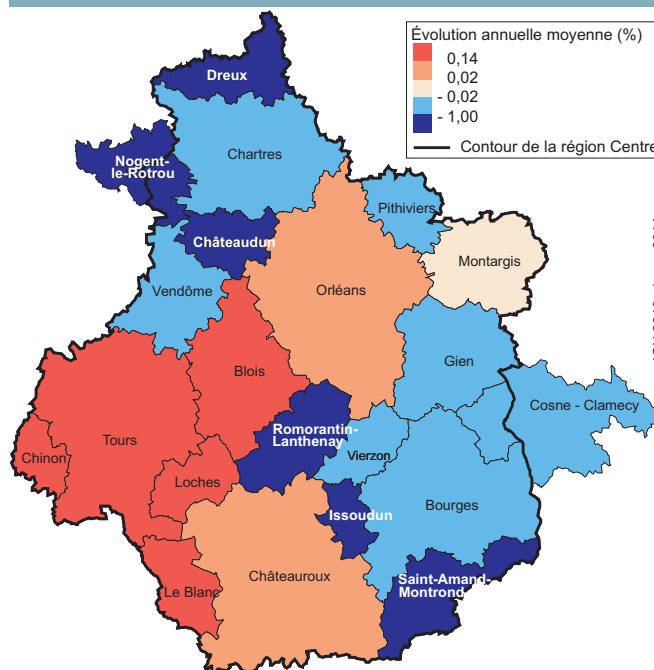 Évolution annuelle moyenne (%)
0,14
0,02
- 0,02
- 1,00
Contour de la région Centre
Dreux
Nogent-
le-Rotrou
Chartres
Pithiviers
Châteaudun
Montargis
Vendôme
Orléans
Blois
Gien
Cosne - Clamecy
Romorantin-
Lanthenay
Tours
Vierzon
Chinon
Loches
Issoudun
Bourges
Châteauroux
Saint-Amand-
Montrond
Le Blanc